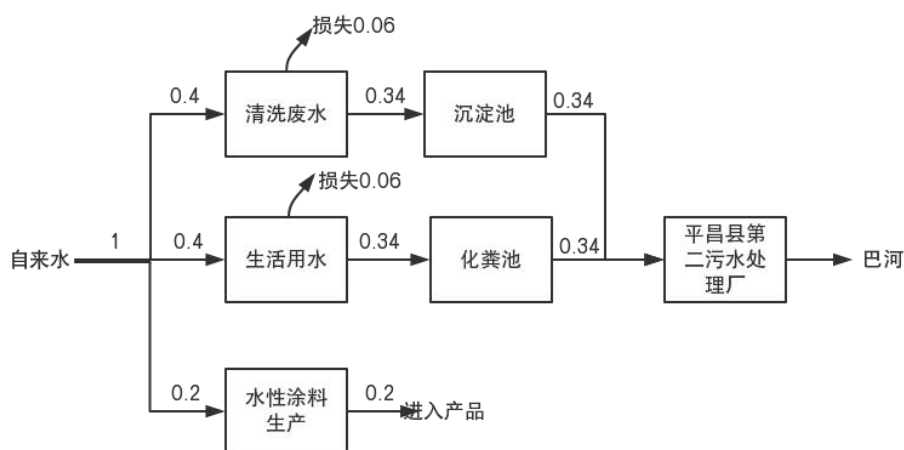 损失0.06
0.4
清洗废水
0.34
沉淀池
0.34
损失0.06
自来水
1
0.4
生活用水
0.34
化粪池
0.34
平昌县第
二污水处
理厂
巴河
0.2
水性涂料
生产
0.2
进入产品